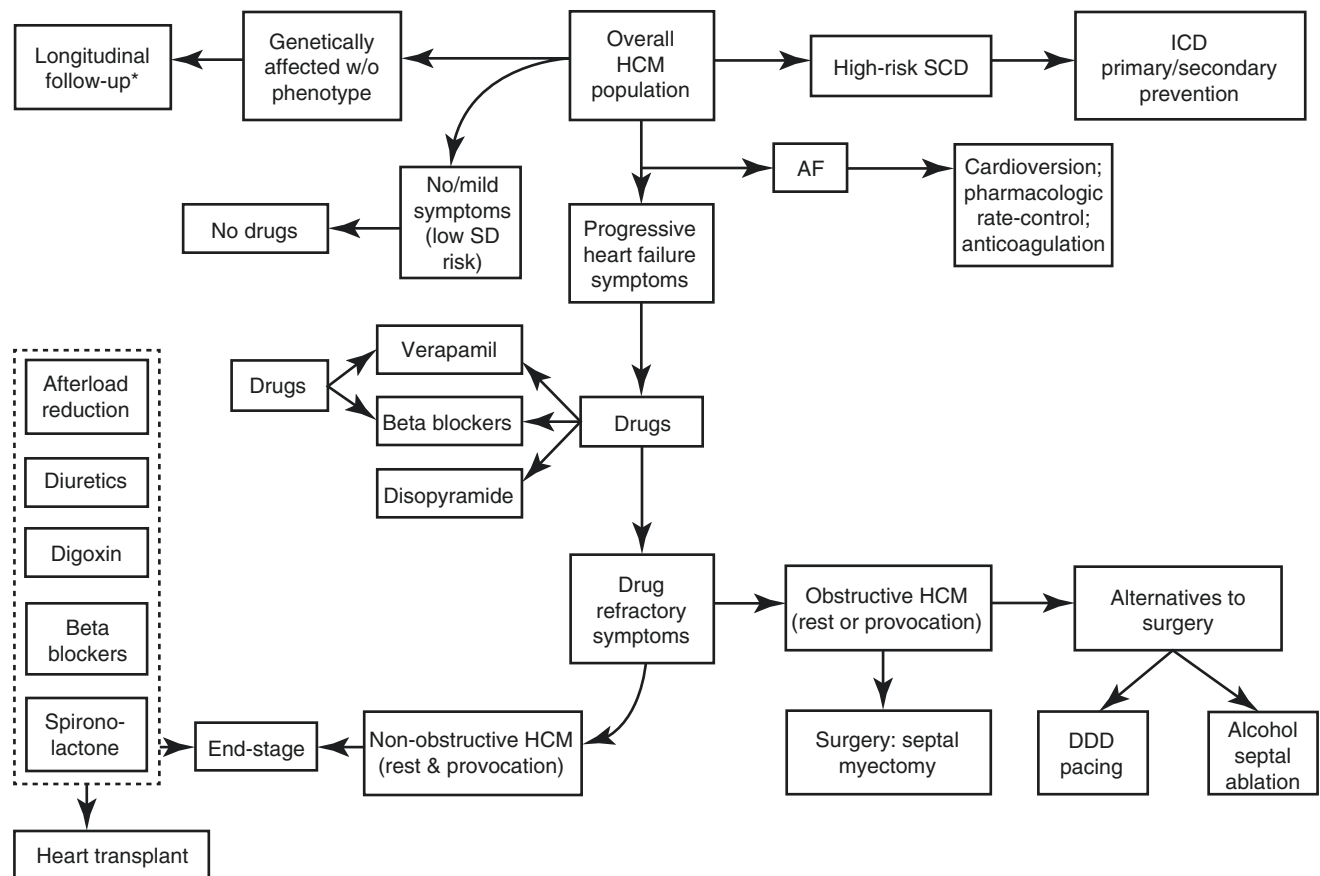 Longitudinal
follow-up*
Genetically
affected w/o
phenotype
Overall
HCM
population
High-risk SCD
ICD
primary/secondary
prevention
No/mild
symptoms
(low SD
risk)
No drugs
AF
Cardioversion;
pharmacologic
rate-control;
anticoagulation
Progressive
heart failure
symptoms
Drugs
Verapamil
Beta blockers
Disopyramide
Drugs
Afterload
reduction
Diuretics
Digoxin
Beta
blockers
Spirono-
lactone
Drug
refractory
symptoms
Obstructive HCM
(rest or provocation)
Alternatives to
surgery
End-stage
Non-obstructive HCM
(rest & provocation)
Surgery: septal
myectomy
DDD
pacing
Alcohol
septal
ablation
Heart transplant